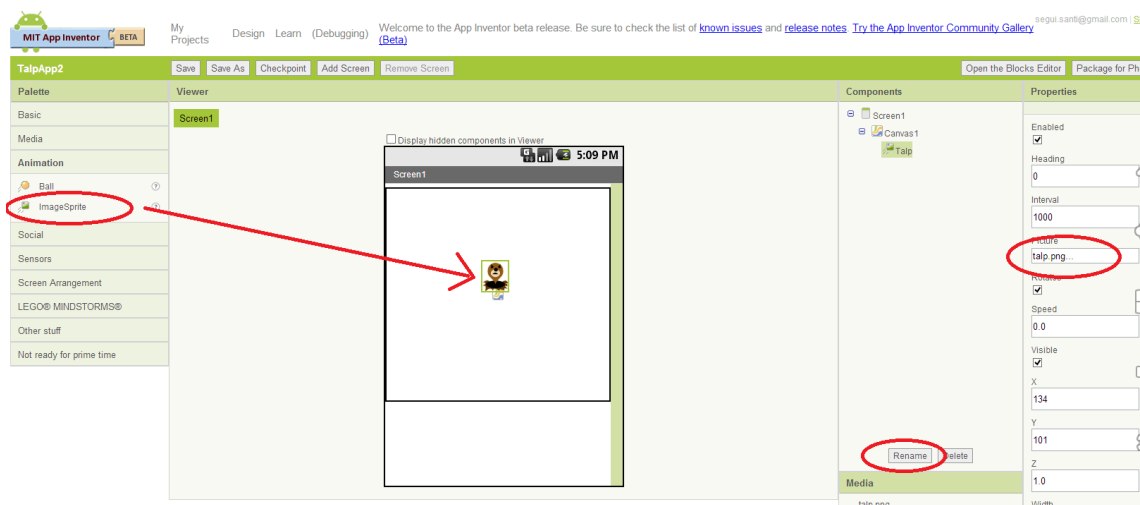 segui.santi@gmail.com |
MIT App Inventor BETA
My Projects
Design Learn (Debugging)
Welcome to the App Inventor beta release. Be sure to check the list of known issues and release notes. Try the App Inventor Community Gallery
(Beta)
TalpApp2
Save Save As Checkpoint Add Screen Remove Screen
Open the Blocks Editor Package for Ph
Palette
Basic
Media
Animation
Ball
ImageSprite
Social
Sensors
Screen Arrangement
LEGO® MINDSTORMS®
Other stuff
Not ready for prime time
Viewer
Screen1
Display hidden components in Viewer
5:09 PM
Screen1
Components
Screen1
Canvas1
Talp
Rename Delete
Media
talp.png
Properties
Enabled
Heading
0
Interval
1000
Picture
talp.png...
Rotates
Speed
0.0
Visible
X
134
Y
101
Z
1.0
Width